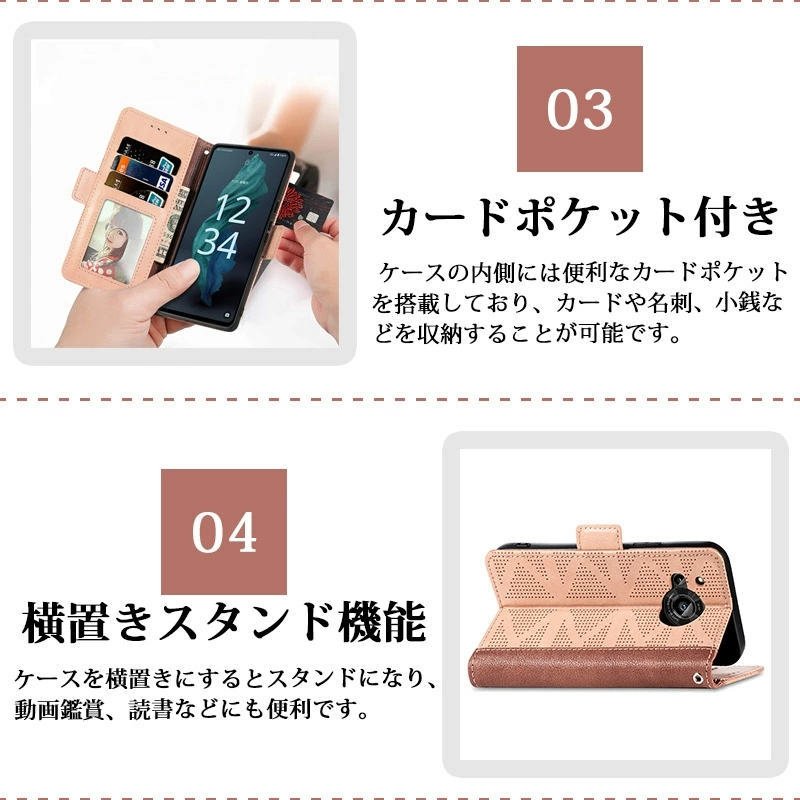 03
カードポケット付き
ケースの内側には便利なカードポケット
を搭載しており、カードや名刺、小銭な
どを収納することが可能です。
12
34
04
横置きスタンド機能
ケースを横置きにするとスタンドになり、
動画鑑賞、読書などにも便利です。